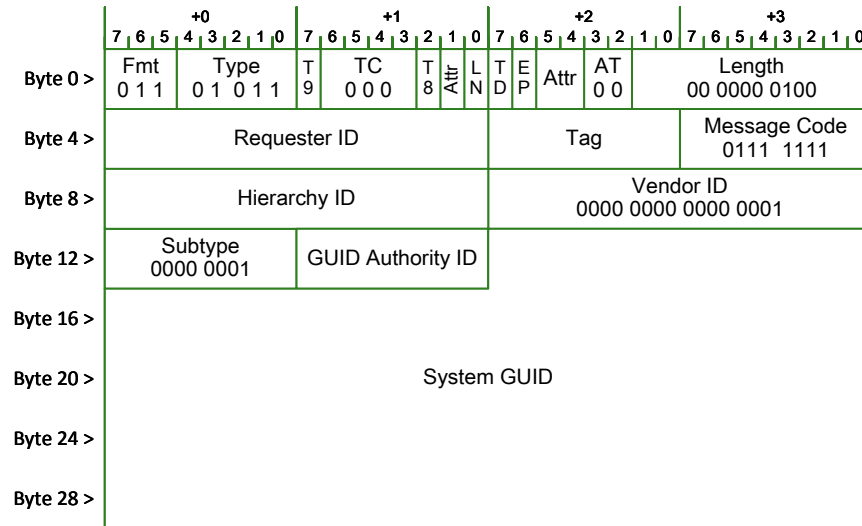 +0 +1 +2 +3
7 6 5 4 3 2 1 0 7 6 5 4 3 2 1 0 7 6 5 4 3 2 1 0 7 6 5 4 3 2 1 0
Byte 0 > Fmt Type T9 TC T8 Attr LN TD EP Attr AT Length
0 1 1 0 1 0 1 1 0 0 0 0 0 00 0000 0100
Byte 4 > Requester ID Tag Message Code
0111 1111
Byte 8 > Hierarchy ID Vendor ID
0000 0000 0000 0001
Byte 12 > Subtype GUID Authority ID
0000 0001
Byte 16 >
Byte 20 > System GUID
Byte 24 >
Byte 28 >